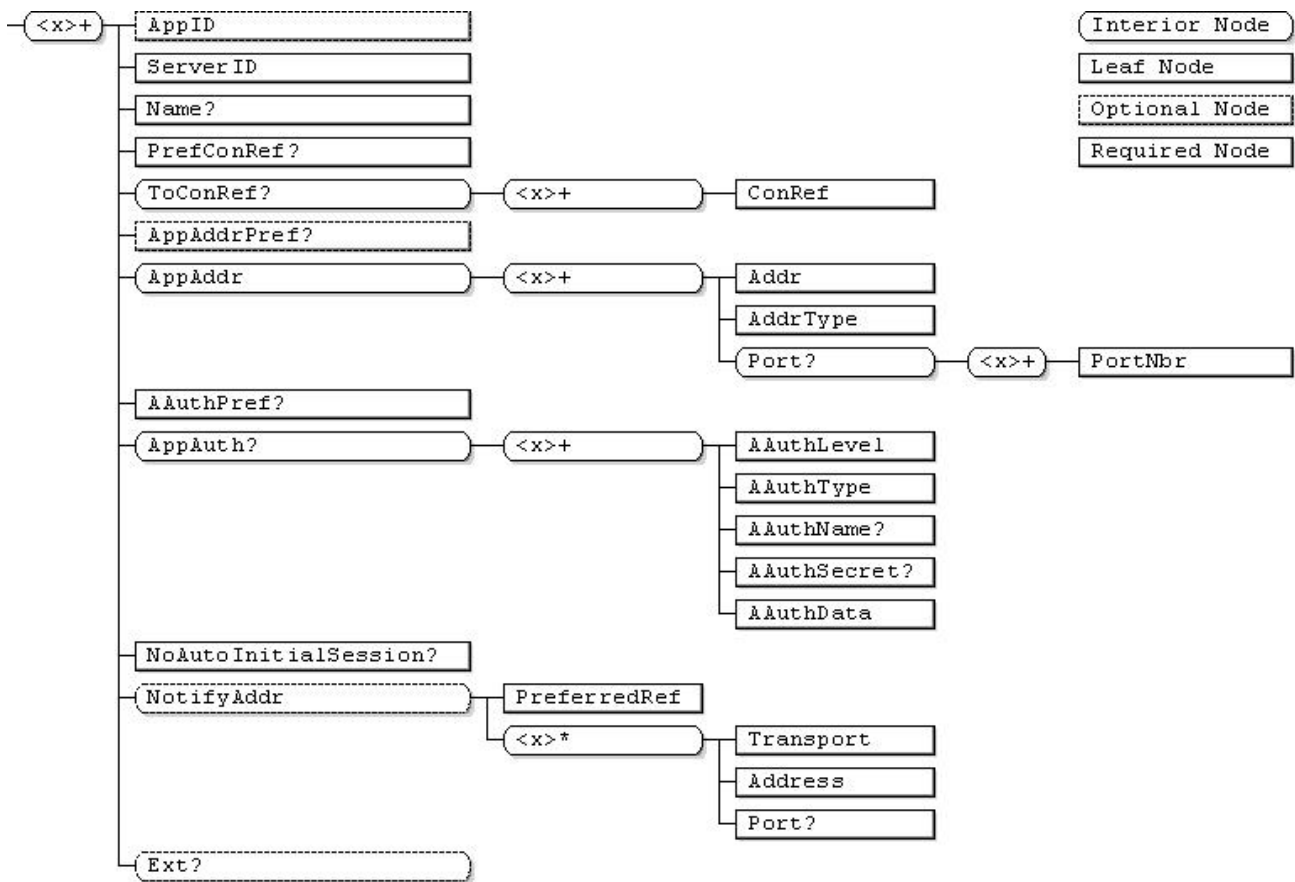 <x>+ AppID Interior Node
ServerID Leaf Node
Name? Optional Node
PrefConRef? Required Node
ToConRef? <x>+ ConRef
AppAddrPref?
AppAddr <x>+ Addr
AddrType
Port? <x>+ PortNbr
AAuthPref?
AppAuth? <x>+ AAuthLevel
AAuthType
AAuthName?
AAuthSecret?
AAuthData
NoAutoInitialSession?
NotifyAddr PreferredRef
<x>* Transport
Address
Port?
Ext?